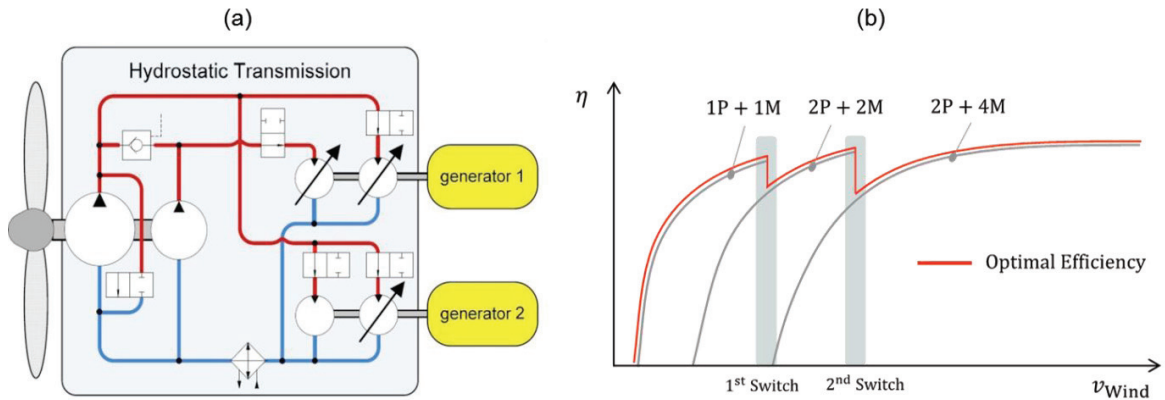 (a)
Hydrostatic Transmission
generator 1
generator 2
(b)
η
1P + 1M
2P + 2M
2P + 4M
Optimal Efficiency
1st Switch
2nd Switch
vWind